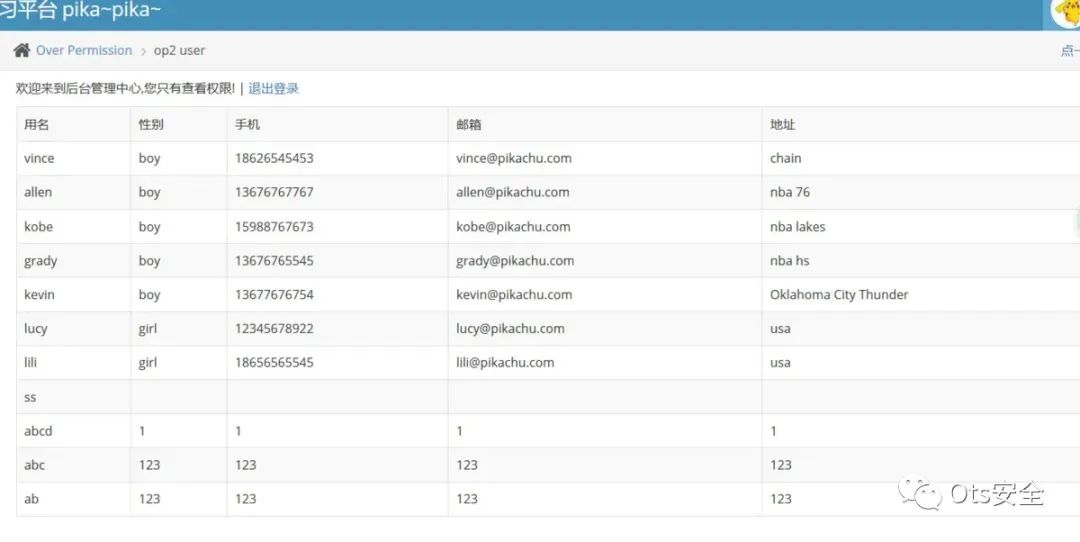 习平台 pika~pika~
Over Permission > op2 user 点一
欢迎来到后台管理中心,您只有查看权限! | 退出登录
用名 性别 手机 邮箱 地址
vince boy 18626545453 vince@pikachu.com chain
allen boy 13676767767 allen@pikachu.com nba 76
kobe boy 15988767673 kobe@pikachu.com nba lakes
grady boy 13676765545 grady@pikachu.com nba hs
kevin boy 13677676754 kevin@pikachu.com Oklahoma City Thunder
lucy girl 12345678922 lucy@pikachu.com usa
lili girl 18656565545 lili@pikachu.com usa
ss
abcd 1 1 1 1
abc 123 123 123 123
ab 123 123 123 123
Ots安全